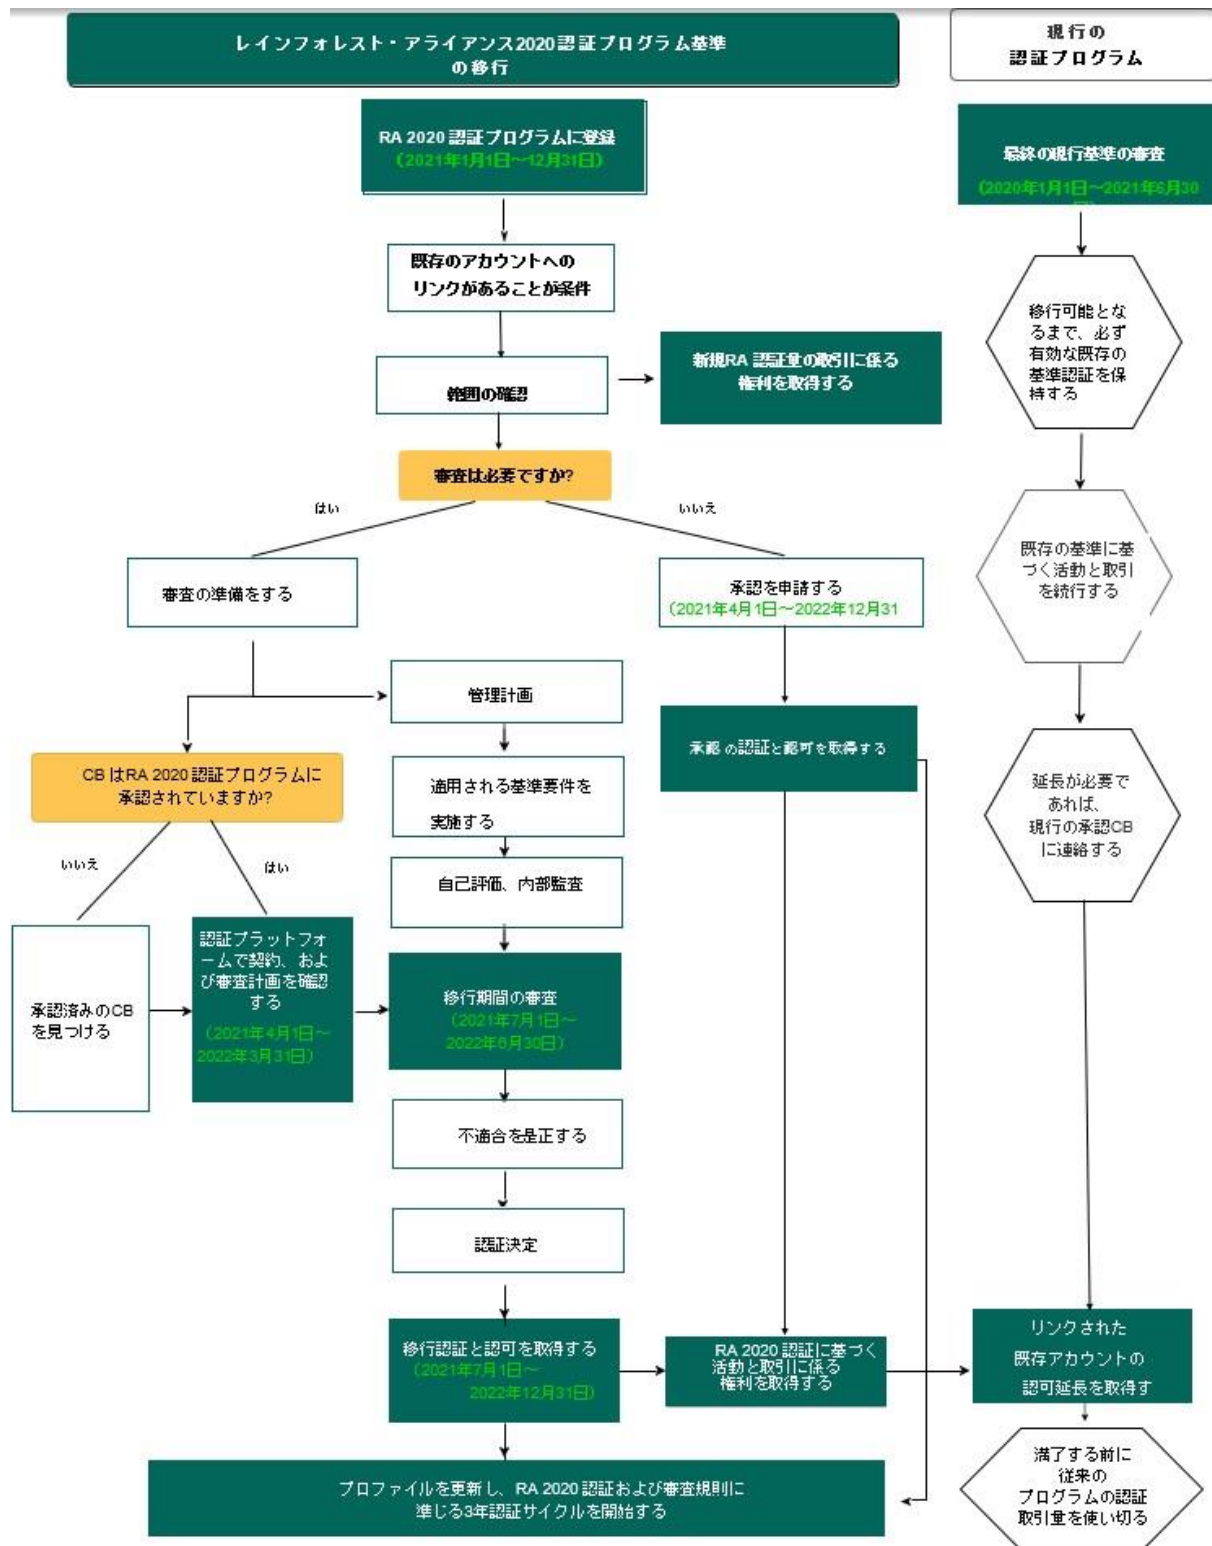 レインフォレスト・アライアンス2020認証プログラム基準
の移行
現行の
認証プログラム
RA 2020 認証プログラムに登録
(2021年1月1日～12月31日)
最終の現行基準の審査
(2020年1月1日～2021年6月30
既存のアカウントへの
リンクがあることが条件
移行可能とな
るまで、必ず
有効な既存の
基準認証を保
持する
範囲の確認
新規RA 認証量の取引に係る
権利を取得する
審査は必要ですか?
はい
いいえ
審査の準備をする
承認を申請する
(2021年4月1日～2022年12月31
既存の基準に基
づく活動と取引
を続行する
管理計画
承認 の認証と認可を取得する
CB はRA 2020 認証プログラムに
承認されていますか?
適用される基準要件を
実施する
延長が必要で
あれば、
現行の承認CB
に連絡する
いいえ
はい
自己評価、内部監査
承認済みのCB
を見つける
認証プラットフォ
ームで契約、およ
び審査計画を確認
する
(2021年4月1日～
2022年3月31日)
移行期間の審査
(2021年7月1日～
2022年6月30日)
不適合を是正する
認証決定
移行認証と認可を取得する
(2021年7月1日～
2022年12月31日)
RA 2020 認証に基づく
活動と取引に係る
権利を取得する
リンクされた
既存アカウントの
認可延長を取得す
プロファイルを更新し、RA 2020 認証および審査規則に
準じる3年認証サイクルを開始する
満了する前に
従来の
プログラムの認証
取引量を使い切る